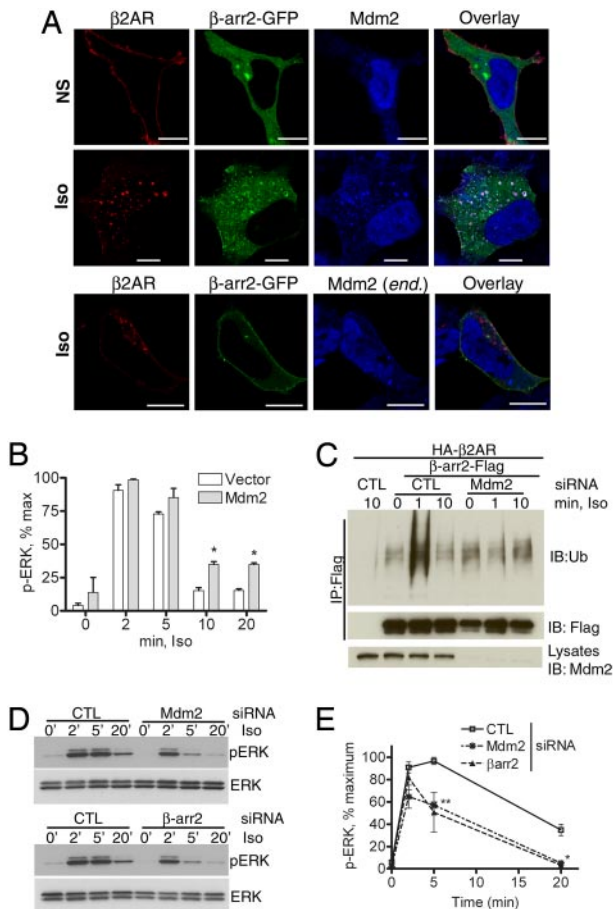 A
β2AR β-arr2-GFP Mdm2 Overlay
NS
Iso
β2AR β-arr2-GFP Mdm2 (end.) Overlay
Iso
B
p-ERK, % max
100
75
50
25
0
Vector
Mdm2
* *
0 2 5 10 20
min, Iso
C
HA-β2AR
β-arr2-Flag
CTL CTL Mdm2 siRNA
10 0 1 10 0 1 10 min, Iso
IP:Flag
IB:Ub
IB: Flag
Lysates
IB: Mdm2
D
CTL Mdm2 siRNA
0' 2' 5' 20' 0' 2' 5' 20' Iso
pERK
ERK
CTL β-arr2 siRNA
0' 2' 5' 20' 0' 2' 5' 20' Iso
pERK
ERK
E
p-ERK, % maximum
100
80
60
40
20
0
CTL
Mdm2
βarr2
siRNA
**
*
0 5 10 15 20
Time (min)